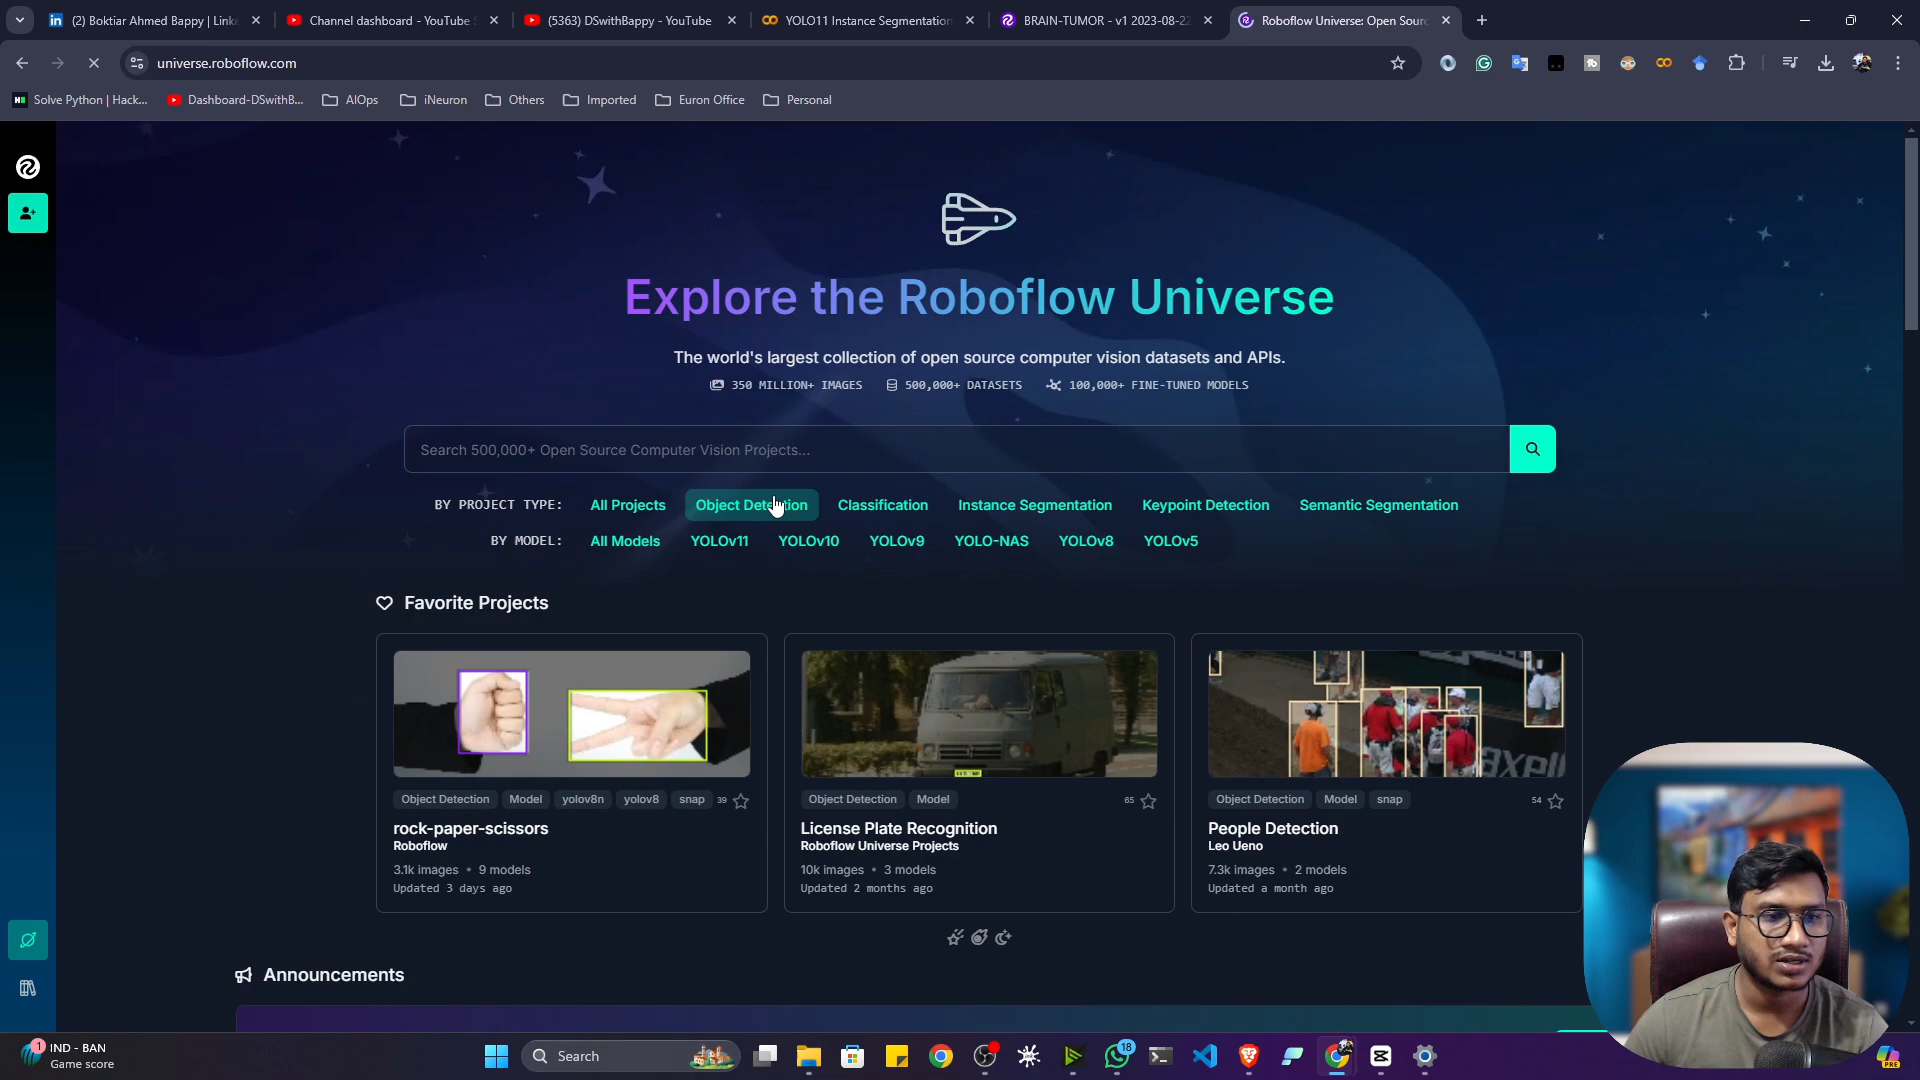 (2) Boktiar Ahmed Bappy | Linke
Channel dashboard - YouTube S
(5363) DSwithBappy - YouTube
YOLO11 Instance Segmentation
BRAIN-TUMOR - v1 2023-08-22
Roboflow Universe: Open Sourc
universe.roboflow.com
Solve Python | Hack...
Dashboard-DSwithB...
AIOps
iNeuron
Others
Imported
Euron Office
Personal
Explore the Roboflow Universe
The world's largest collection of open source computer vision datasets and APIs.
350 MILLION+ IMAGES 500,000+ DATASETS 100,000+ FINE-TUNED MODELS
Search 500,000+ Open Source Computer Vision Projects...
BY PROJECT TYPE: All Projects Object Detection Classification Instance Segmentation Keypoint Detection Semantic Segmentation
BY MODEL: All Models YOLOv11 YOLOv10 YOLOv9 YOLO-NAS YOLOv8 YOLOv5
Favorite Projects
Object Detection Model yolov8n yolov8 snap 39
rock-paper-scissors
Roboflow
3.1k images • 9 models
Updated 3 days ago
Object Detection Model 65
License Plate Recognition
Roboflow Universe Projects
10k images • 3 models
Updated 2 months ago
Object Detection Model snap 54
People Detection
Leo Ueno
7.3k images • 2 models
Updated a month ago
Announcements
1
IND - BAN
Game score
Search
18
PRE